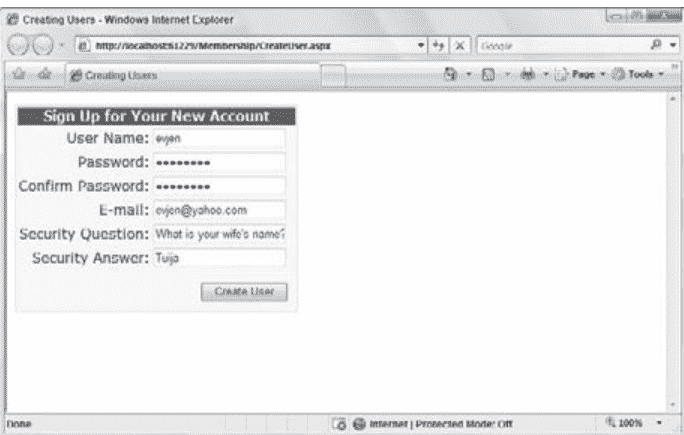 Creating Users - Windows Internet Explorer
http://localhost:61229/Membership/CreateUser.aspx
Google
Creating Users
Page
Tools
Sign Up for Your New Account
User Name: evjen
Password: ••••••••
Confirm Password: ••••••••
E-mail: evjen@yahoo.com
Security Question: What is your wife's name?
Security Answer: Tuija
Create User
Done
Internet | Protected Mode: Off
100%